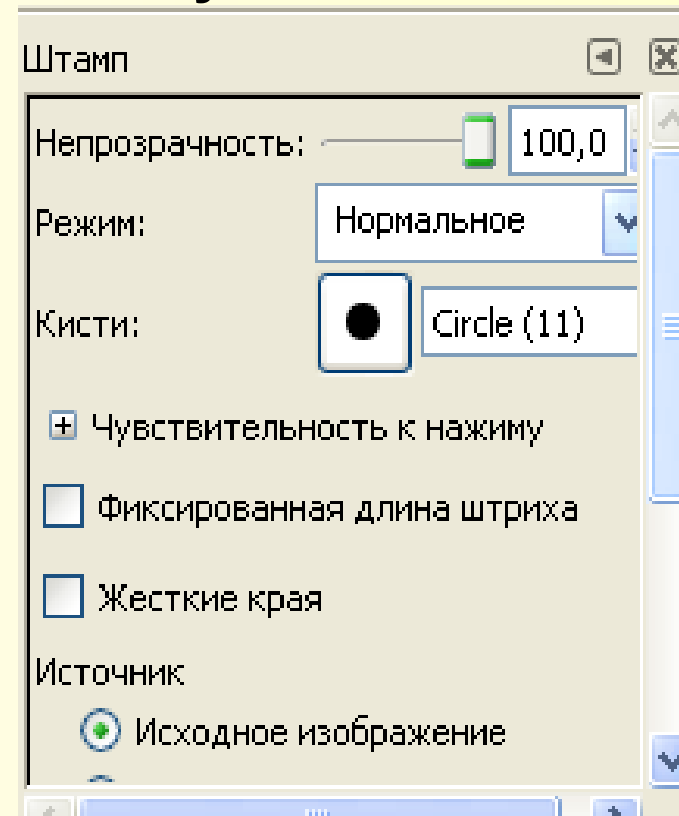 Штамп
Непрозрачность: 100,0
Режим: Нормальное
Кисти: Circle (11)
Чувствительность к нажиму
Фиксированная длина штриха
Жесткие края
Источник
Исходное изображение